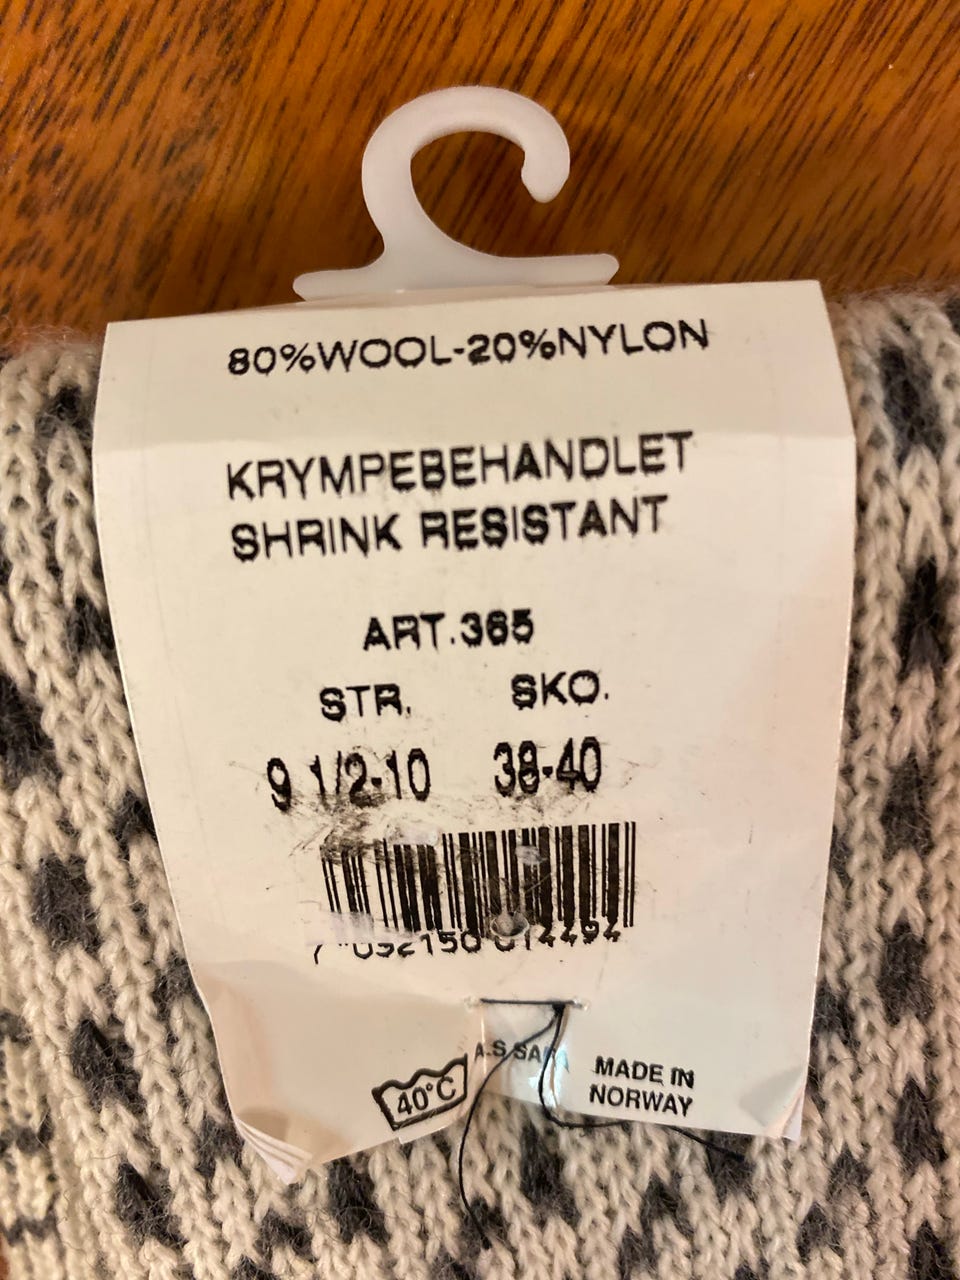 80%WOOL-20%NYLON
KRYMPEBEHANDLET
SHRINK RESISTANT
ART.365
STR. SKO.
9 1/2-10 38-40
40°C
A.S
MADE IN
NORWAY